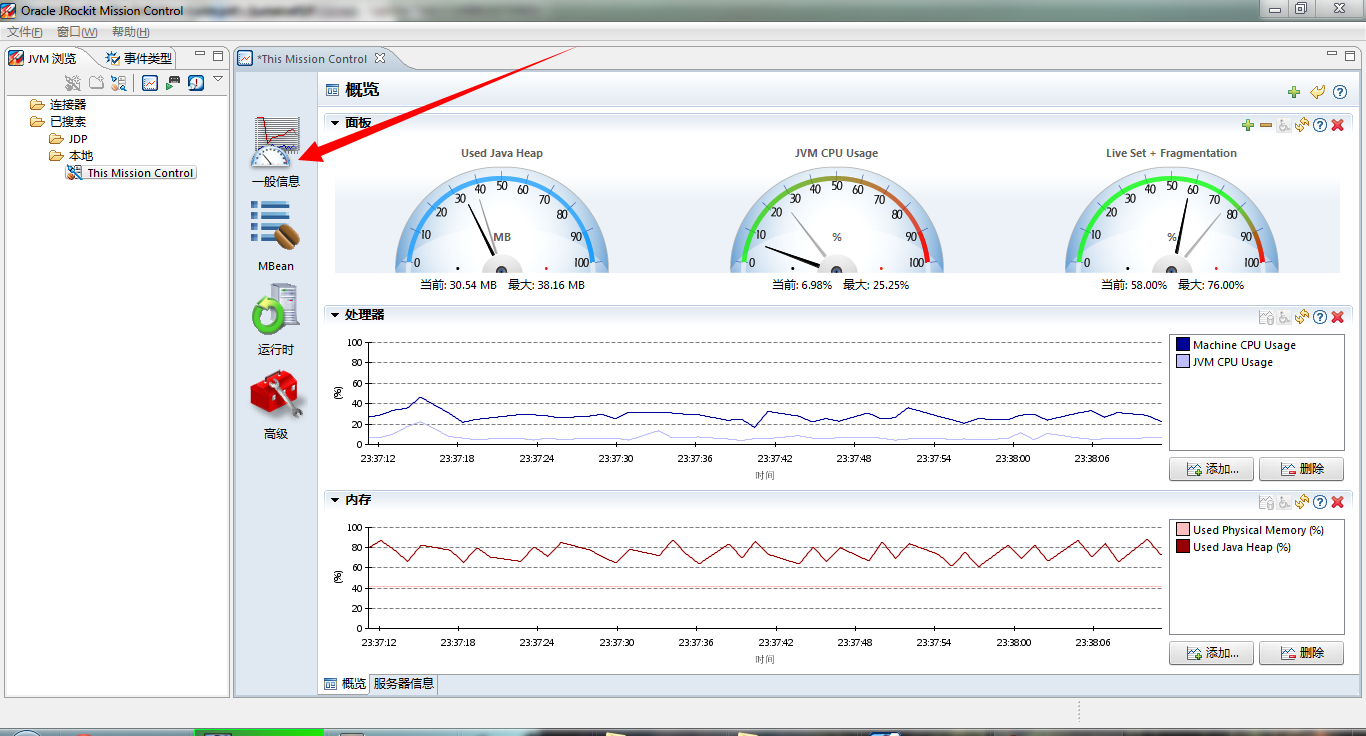 Oracle JRockit Mission Control
文件(F) 窗口(W) 帮助(H)
JVM 浏览 事件类型
*This Mission Control
连接器
已搜索
JDP
本地
This Mission Control
一般信息
MBean
运行时
高级
概览
面板
Used Java Heap
0 10 20 30 40 50 60 70 80 90 100
MB
当前: 30.54 MB 最大: 38.16 MB
JVM CPU Usage
0 10 20 30 40 50 60 70 80 90 100
%
当前: 6.98% 最大: 25.25%
Live Set + Fragmentation
0 10 20 30 40 50 60 70 80 90 100
%
当前: 58.00% 最大: 76.00%
处理器
100
80
60
40
20
0
(%)
23:37:12 23:37:18 23:37:24 23:37:30 23:37:36 23:37:42 23:37:48 23:37:54 23:38:00 23:38:06
时间
Machine CPU Usage
JVM CPU Usage
添加... 删除
内存
100
80
60
40
20
0
(%)
23:37:12 23:37:18 23:37:24 23:37:30 23:37:36 23:37:42 23:37:48 23:37:54 23:38:00 23:38:06
时间
Used Physical Memory (%)
Used Java Heap (%)
添加... 删除
概览 服务器信息